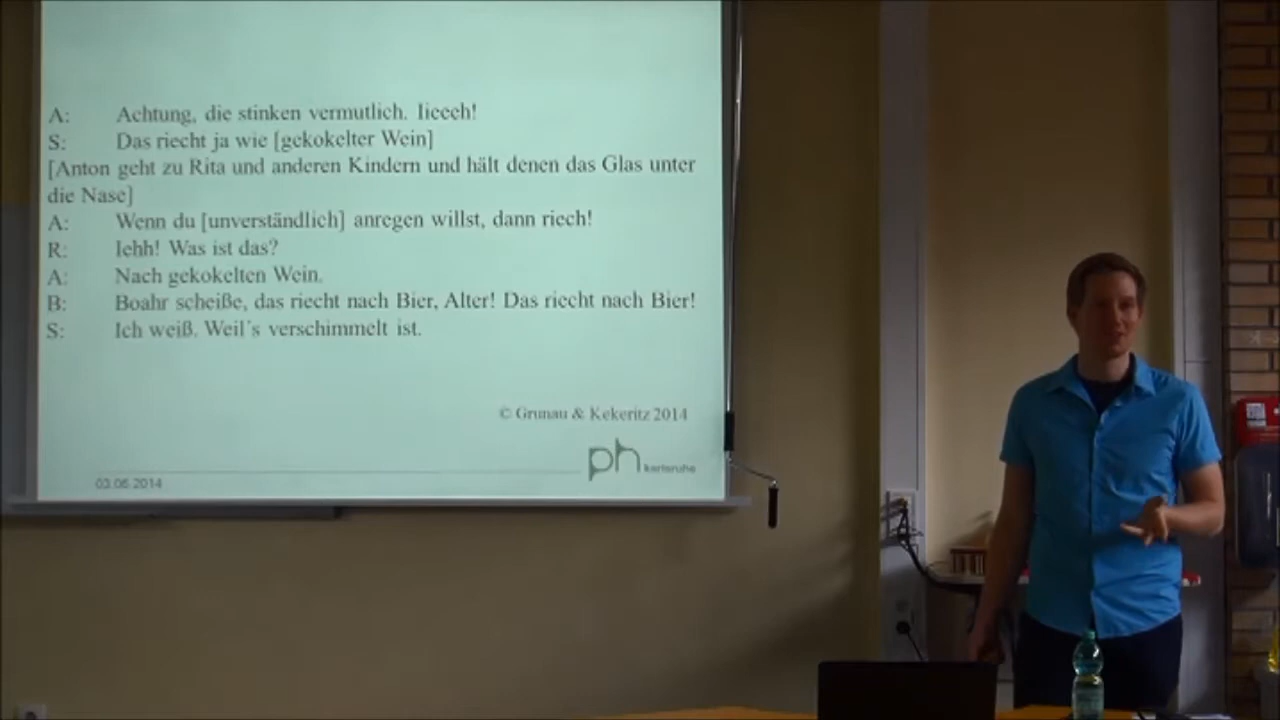 A: Achtung, die stinken vermutlich. Iieeeh!
S: Das riecht ja wie [gekokelter Wein]
[Anton geht zu Rita und anderen Kindern und hält denen das Glas unter
die Nase]
A: Wenn du [unverständlich] anregen willst, dann riech!
R: Iehh! Was ist das?
A: Nach gekokelten Wein.
B: Boahr scheiße, das riecht nach Bier, Alter! Das riecht nach Bier!
S: Ich weiß. Weil´s verschimmelt ist.
© Grunau & Kekeritz 2014
ph karlsruhe
03.06.2014